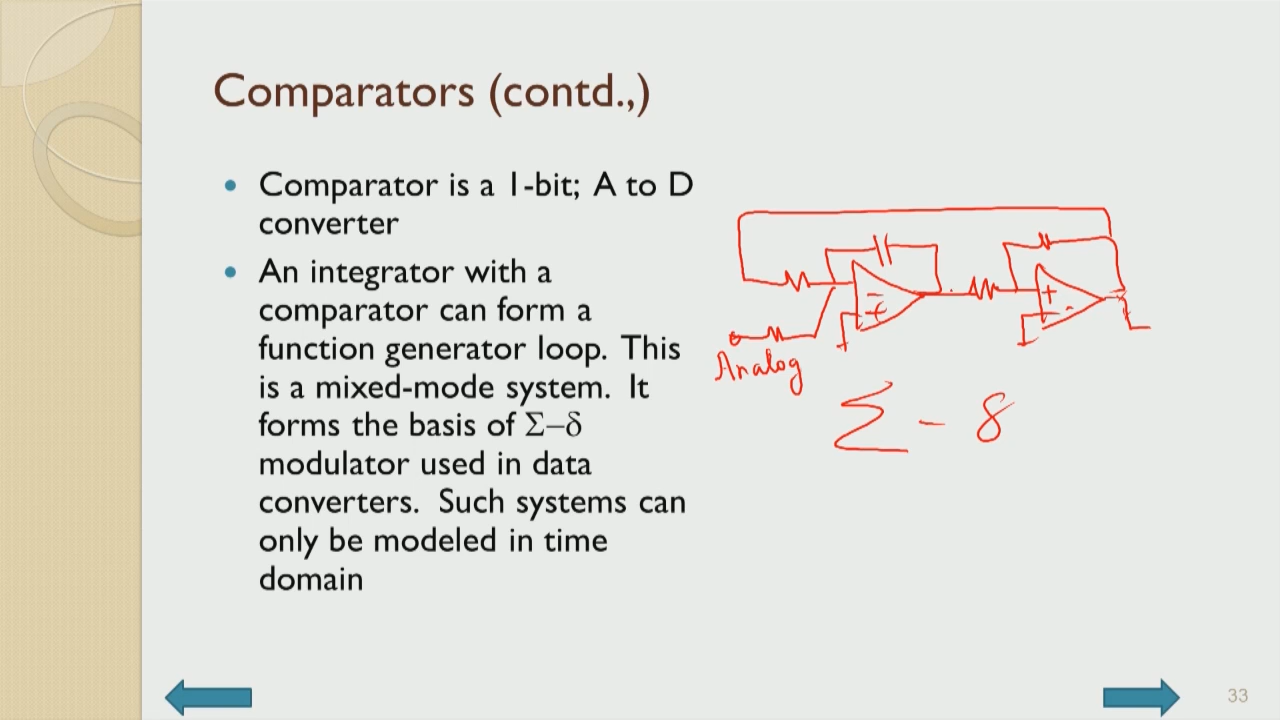 Comparators (contd.,)
• Comparator is a 1-bit; A to D
converter
• An integrator with a
comparator can form a
function generator loop. This
is a mixed-mode system. It
forms the basis of Σ–δ
modulator used in data
converters. Such systems can
only be modeled in time
domain
- +
+ -
Analog
Σ - δ
33